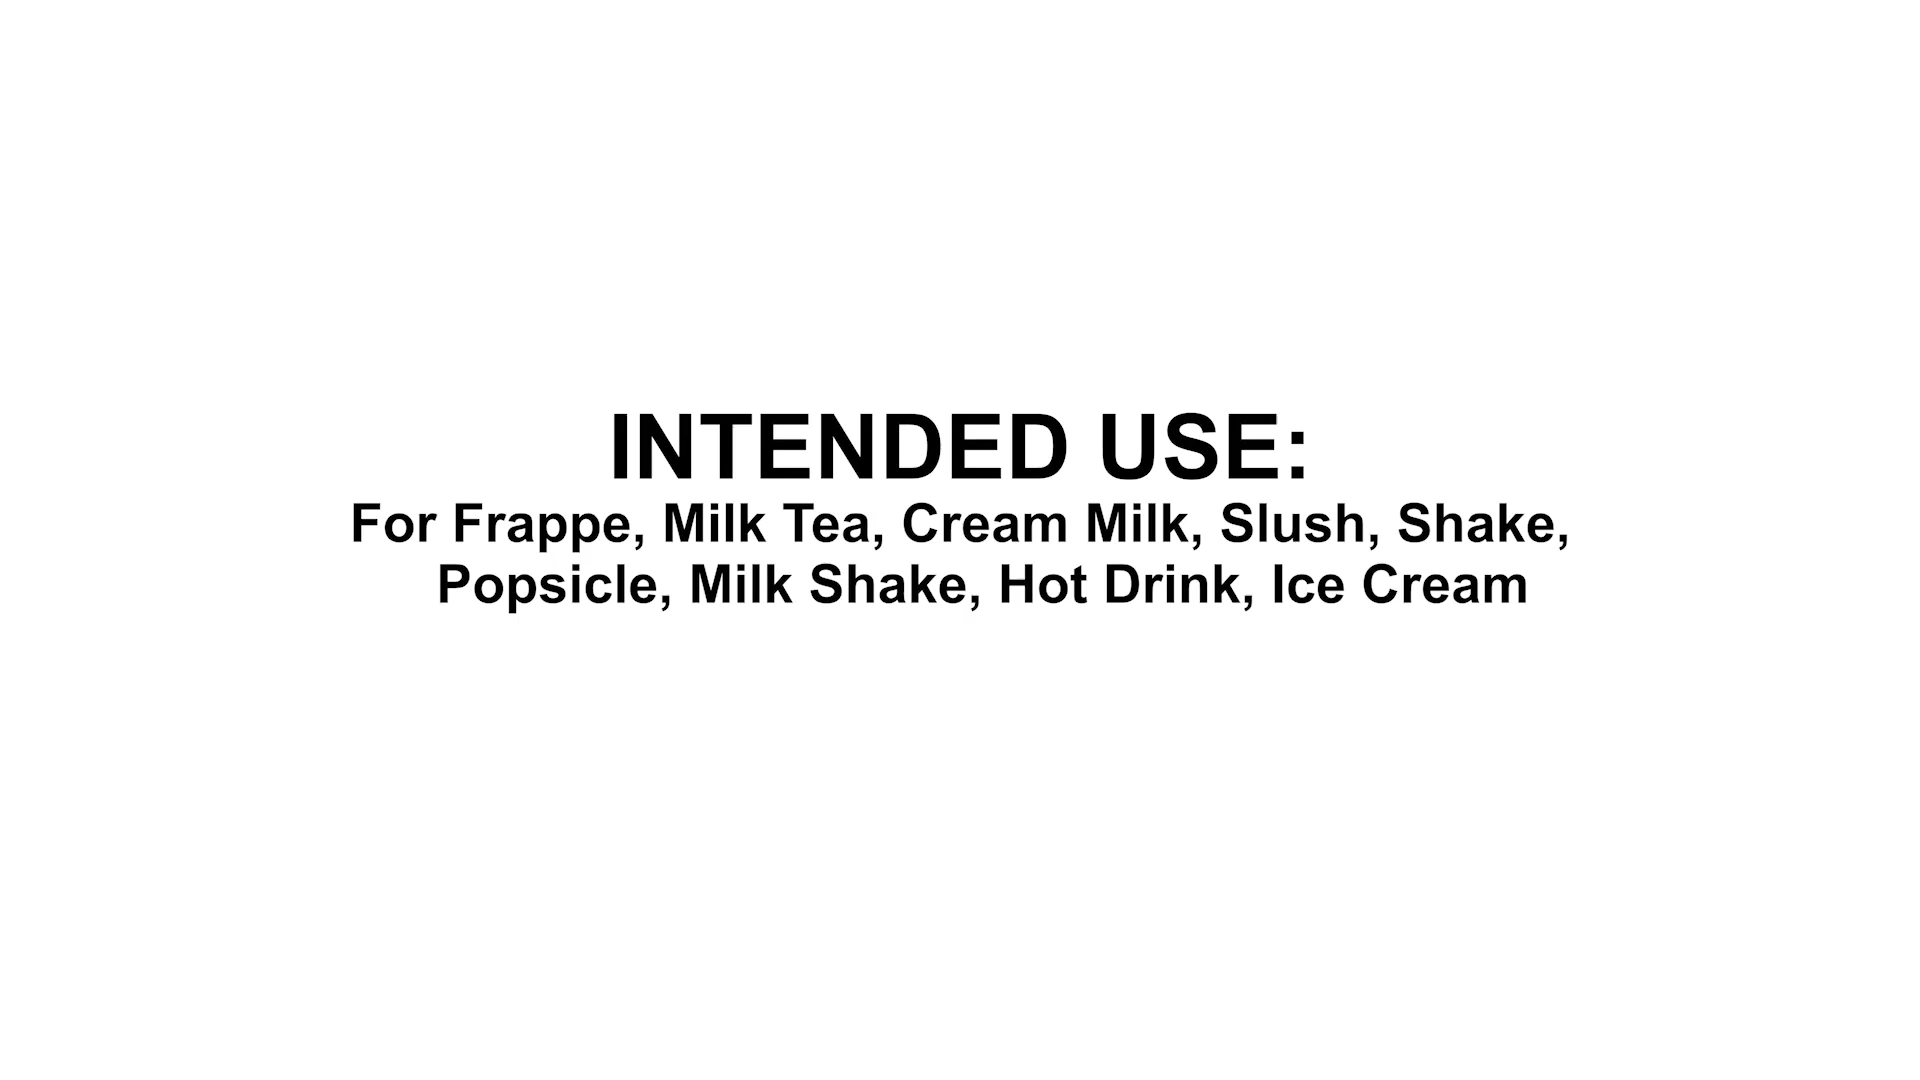 INTENDED USE:
For Frappe, Milk Tea, Cream Milk, Slush, Shake,
Popsicle, Milk Shake, Hot Drink, Ice Cream